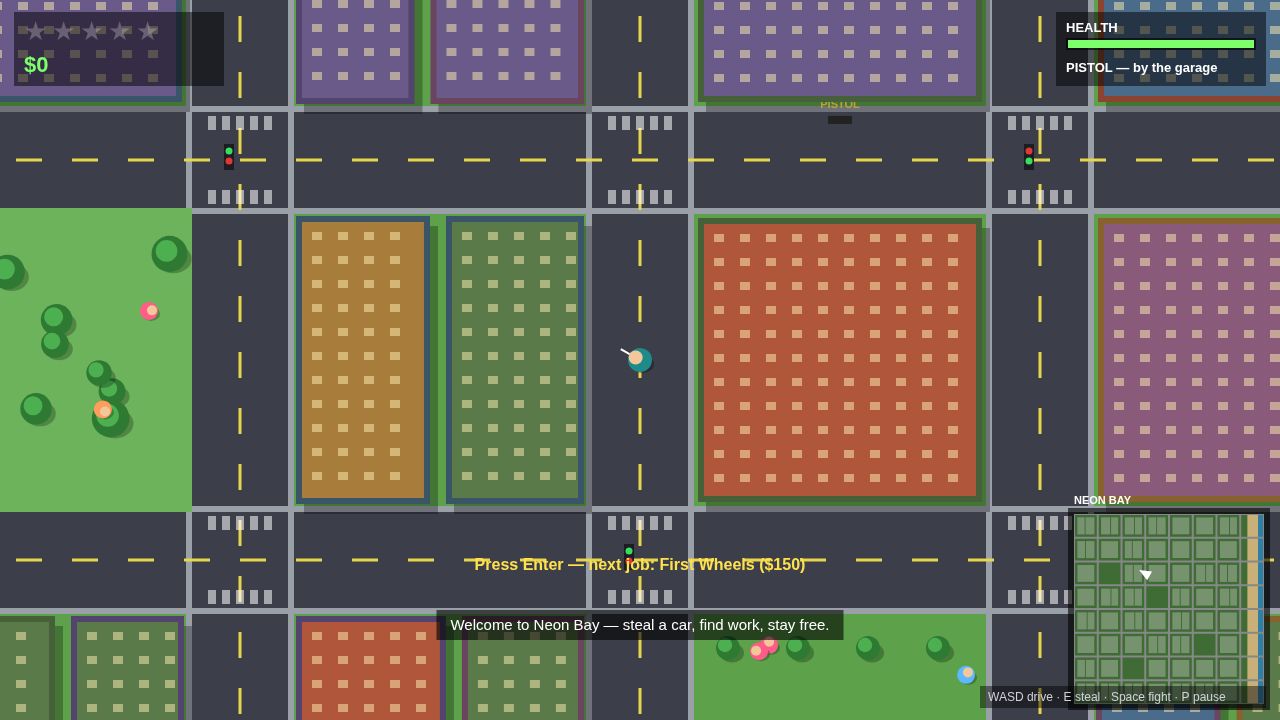 $0
HEALTH
PISTOL — by the garage
PISTOL
NEON BAY
Press Enter — next job: First Wheels ($150)
Welcome to Neon Bay — steal a car, find work, stay free.
WASD drive · E steal · Space fight · P pause